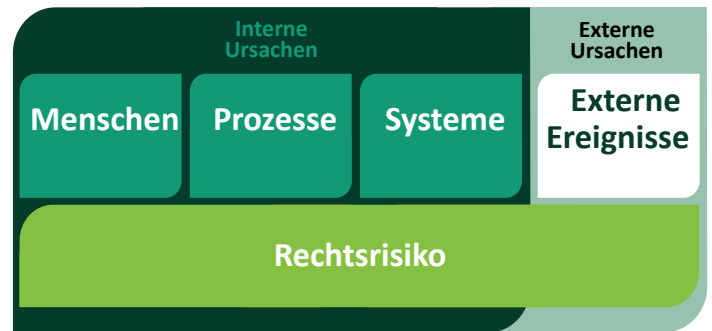 Interne
Ursachen
Externe
Ursachen
Menschen
Prozesse
Systeme
Externe
Ereignisse
Rechtsrisiko